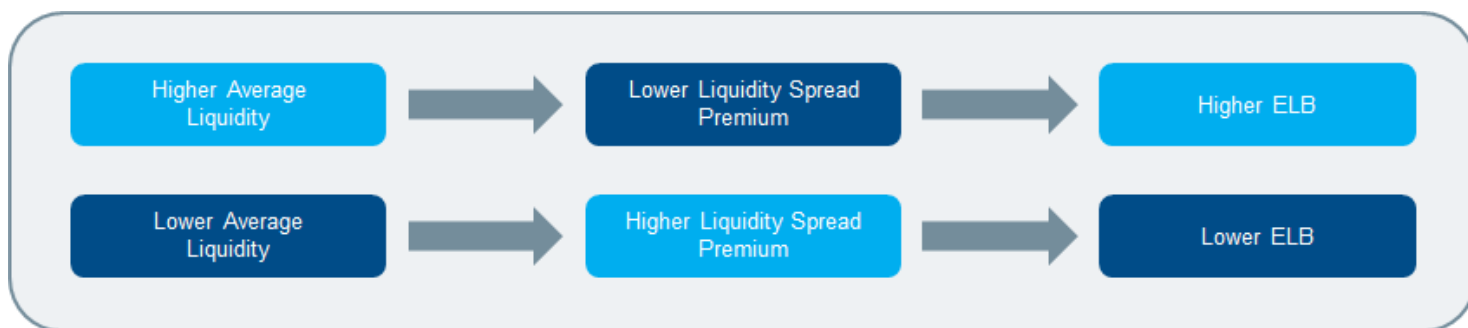 Higher Average
Liquidity
Lower Liquidity Spread
Premium
Higher ELB
Lower Average
Liquidity
Higher Liquidity Spread
Premium
Lower ELB